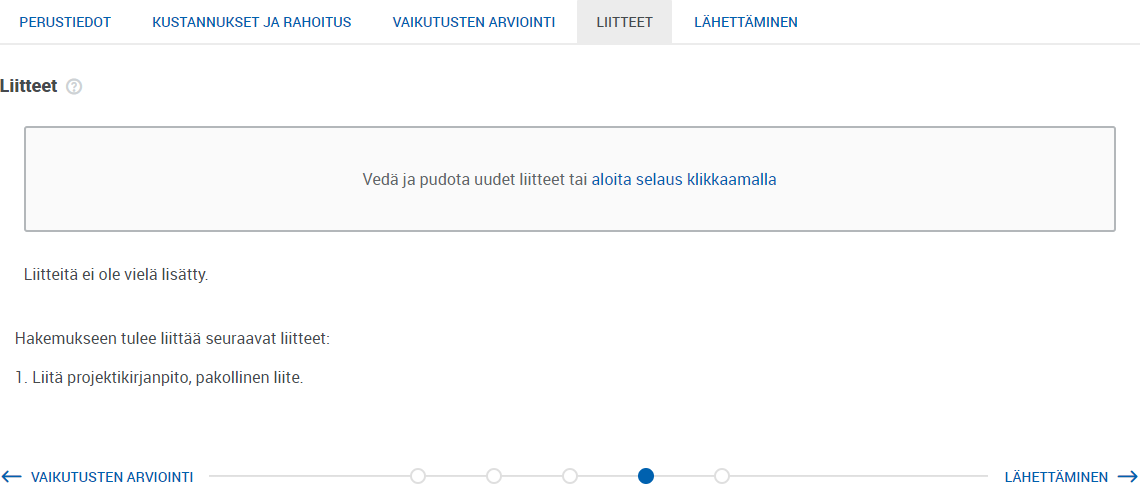 PERUSTIEDOT KUSTANNUKSET JA RAHOITUS VAIKUTUSTEN ARVIOINTI LIITTEET LÄHETTÄMINEN
Liitteet ?
Vedä ja pudota uudet liitteet tai aloita selaus klikkaamalla
Liitteitä ei ole vielä lisätty.
Hakemukseen tulee liittää seuraavat liitteet:
1. Liitä projektikirjanpito, pakollinen liite.
VAIKUTUSTEN ARVIOINTI LÄHETTÄMINEN